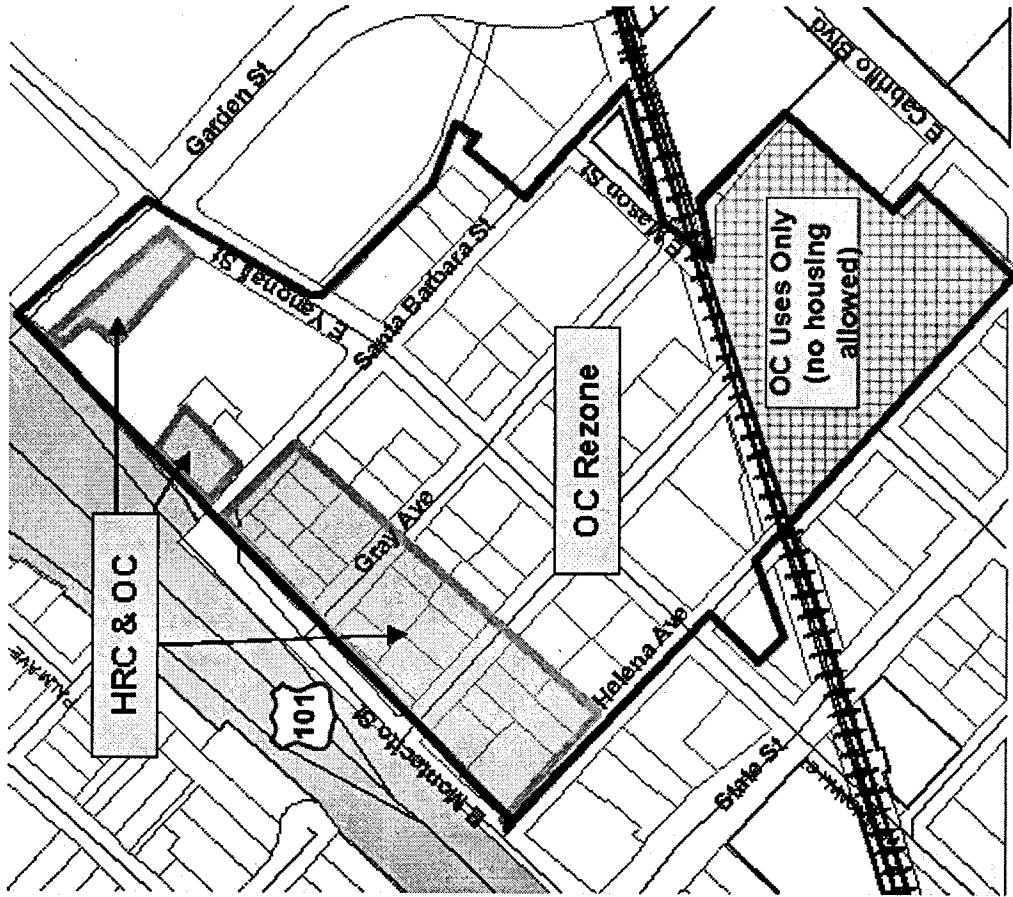 Garden St
E Cabrillo Blvd
HRC & OC
E Yanonali St
Santa Barbara St
E Mason St
OC Uses Only
(no housing
allowed)
Gray Ave
OC Rezone
101
E Montecito St
Helena Ave
State St